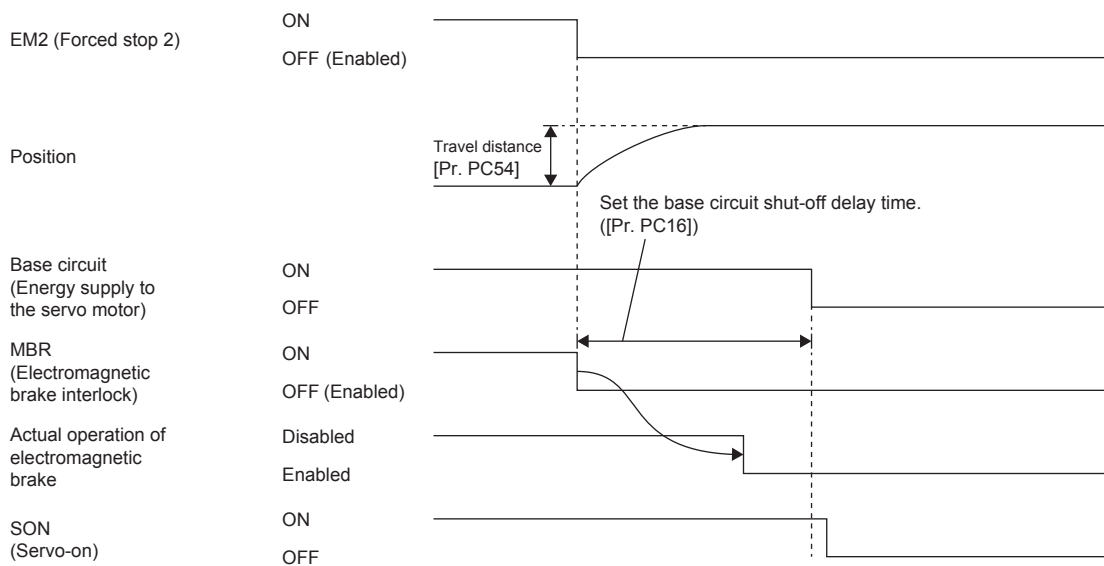 EM2 (Forced stop 2)
ON
OFF (Enabled)
Position
Travel distance
[Pr. PC54]
Set the base circuit shut-off delay time.
([Pr. PC16])
Base circuit
(Energy supply to
the servo motor)
ON
OFF
MBR
(Electromagnetic
brake interlock)
ON
OFF (Enabled)
Actual operation of
electromagnetic
brake
Disabled
Enabled
SON
(Servo-on)
ON
OFF